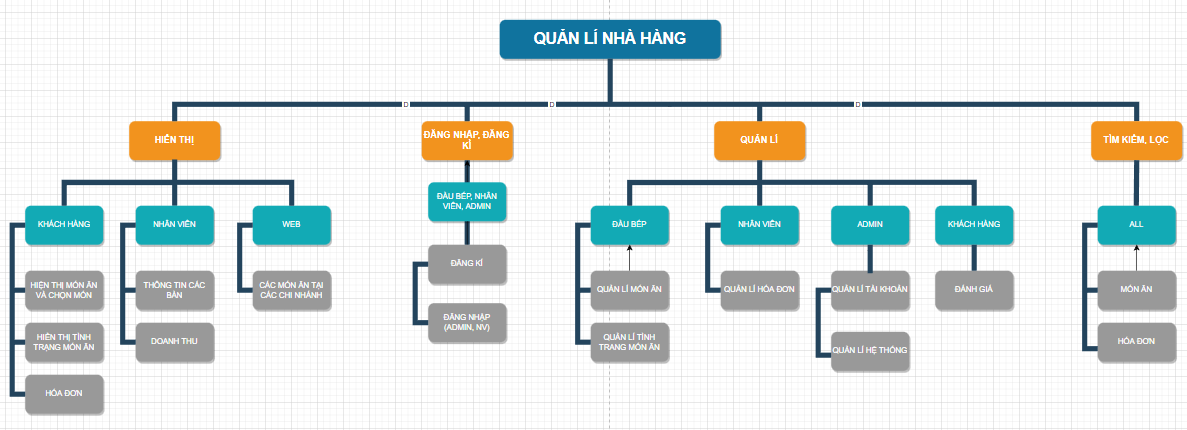 QUẢN LÍ NHÀ HÀNG
D
D
D
HIỂN THỊ
ĐĂNG NHẬP, ĐĂNG
KÍ
QUẢN LÍ
TÌM KIẾM, LỌC
ĐẦU BẾP, NHÂN
VIÊN, ADMIN
KHÁCH HÀNG
NHÂN VIÊN
WEB
ĐẦU BẾP
NHÂN VIÊN
ADMIN
KHÁCH HÀNG
ALL
ĐĂNG KÍ
HIỆN THỊ MÓN ĂN
VÀ CHỌN MÓN
THÔNG TIN CÁC
BÀN
CÁC MÓN ĂN TẠI
CÁC CHI NHÁNH
QUẢN LÍ MÓN ĂN
QUẢN LÍ HÓA ĐƠN
QUẢN LÍ TÀI KHOẢN
ĐÁNH GIÁ
MÓN ĂN
ĐĂNG NHẬP
(ADMIN, NV)
HIỂN THỊ TÌNH
TRẠNG MÓN ĂN
DOANH THU
QUẢN LÍ TÌNH
TRẠNG MÓN ĂN
QUẢN LÍ HỆ THỐNG
HÓA ĐƠN
HÓA ĐƠN